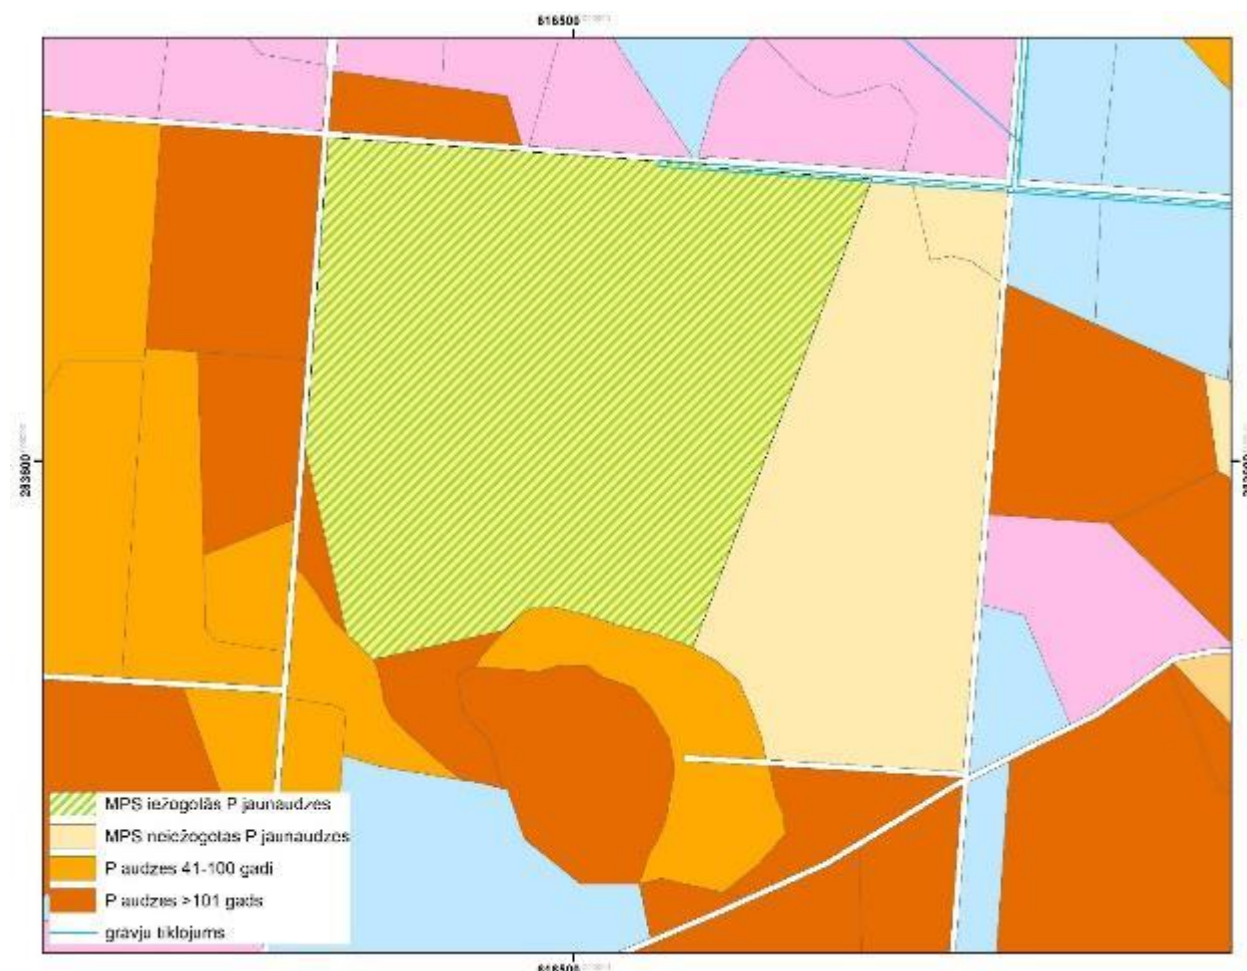 616500
283600
MPS iežogotās P jaunaudzes
MPS neiežogotas P jaunaudzes
P audzes 41-100 gadi
P audzes >101 gads
grāvju tīklojums
616500